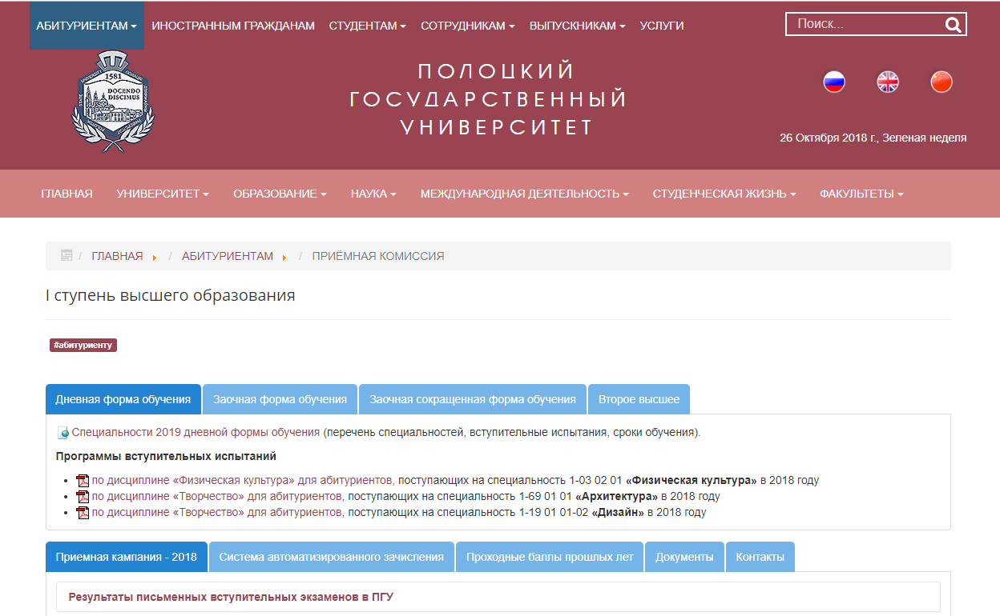 АБИТУРИЕНТАМ ИНОСТРАННЫМ ГРАЖДАНАМ СТУДЕНТАМ СОТРУДНИКАМ ВЫПУСКНИКАМ УСЛУГИ
Поиск...
1581
DOCENDO
DISCIMUS
ПОЛОЦКИЙ
ГОСУДАРСТВЕННЫЙ
УНИВЕРСИТЕТ
26 Октября 2018 г., Зеленая неделя
ГЛАВНАЯ УНИВЕРСИТЕТ ОБРАЗОВАНИЕ НАУКА МЕЖДУНАРОДНАЯ ДЕЯТЕЛЬНОСТЬ СТУДЕНЧЕСКАЯ ЖИЗНЬ ФАКУЛЬТЕТЫ
/ ГЛАВНАЯ / АБИТУРИЕНТАМ / ПРИЁМНАЯ КОМИССИЯ
I ступень высшего образования
#абитуриенту
Дневная форма обучения Заочная форма обучения Заочная сокращенная форма обучения Второе высшее
Специальности 2019 дневной формы обучения (перечень специальностей, вступительные испытания, сроки обучения).
Программы вступительных испытаний
• по дисциплине «Физическая культура» для абитуриентов, поступающих на специальность 1-03 02 01 «Физическая культура» в 2018 году
• по дисциплине «Творчество» для абитуриентов, поступающих на специальность 1-69 01 01 «Архитектура» в 2018 году
• по дисциплине «Творчество» для абитуриентов, поступающих на специальность 1-19 01 01-02 «Дизайн» в 2018 году
Приемная кампания - 2018 Система автоматизированного зачисления Проходные баллы прошлых лет Документы Контакты
Результаты письменных вступительных экзаменов в ПГУ